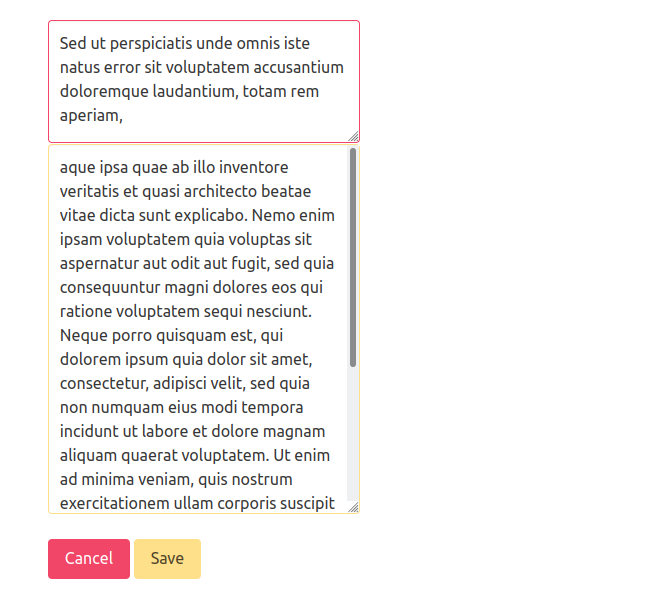 Sed ut perspiciatis unde omnis iste
natus error sit voluptatem accusantium
doloremque laudantium, totam rem
aperiam,
aque ipsa quae ab illo inventore
veritatis et quasi architecto beatae
vitae dicta sunt explicabo. Nemo enim
ipsam voluptatem quia voluptas sit
aspernatur aut odit aut fugit, sed quia
consequuntur magni dolores eos qui
ratione voluptatem sequi nesciunt.
Neque porro quisquam est, qui
dolorem ipsum quia dolor sit amet,
consectetur, adipisci velit, sed quia
non numquam eius modi tempora
incidunt ut labore et dolore magnam
aliquam quaerat voluptatem. Ut enim
ad minima veniam, quis nostrum
exercitationem ullam corporis suscipit
Cancel Save